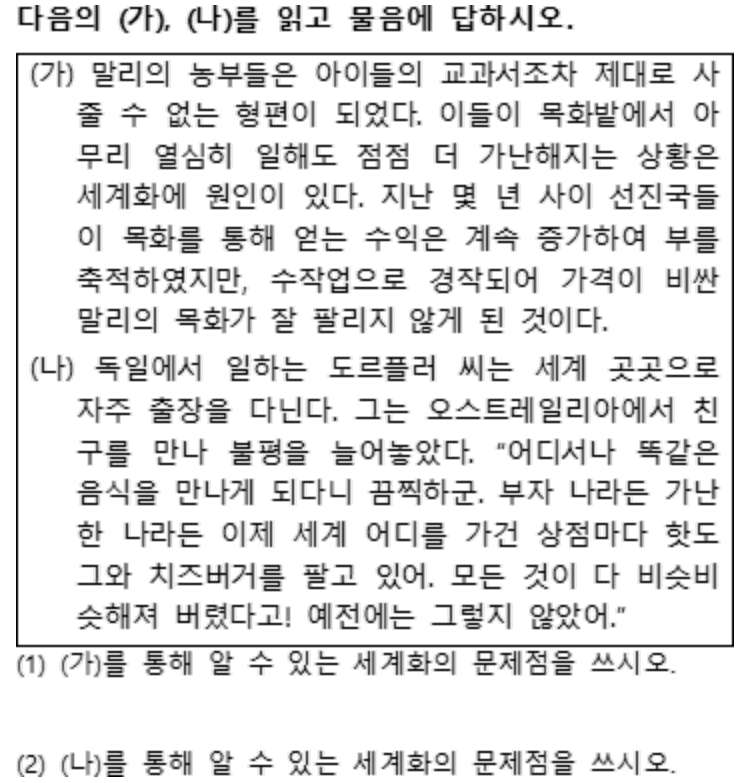 다음의 (가), (나)를 읽고 물음에 답하시오.
(가) 말리의 농부들은 아이들의 교과서조차 제대로 사
줄 수 없는 형편이 되었다. 이들이 목화밭에서 아
무리 열심히 일해도 점점 더 가난해지는 상황은
세계화에 원인이 있다. 지난 몇 년 사이 선진국들
이 목화를 통해 얻는 수익은 계속 증가하여 부를
축적하였지만, 수작업으로 경작되어 가격이 비싼
말리의 목화가 잘 팔리지 않게 된 것이다.
(나) 독일에서 일하는 도르플러 씨는 세계 곳곳으로
자주 출장을 다닌다. 그는 오스트레일리아에서 친
구를 만나 불평을 늘어놓았다. “어디서나 똑같은
음식을 만나게 되다니 끔찍하군. 부자 나라든 가난
한 나라든 이제 세계 어디를 가건 상점마다 핫도
그와 치즈버거를 팔고 있어. 모든 것이 다 비슷비
슷해져 버렸다고! 예전에는 그렇지 않았어.”
(1) (가)를 통해 알 수 있는 세계화의 문제점을 쓰시오.
(2) (나)를 통해 알 수 있는 세계화의 문제점을 쓰시오.